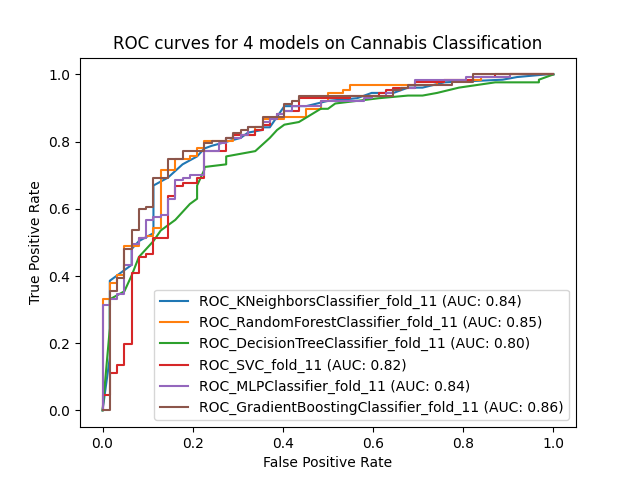 ROC curves for 4 models on Cannabis Classification
True Positive Rate
1.0
0.8
0.6
0.4
0.2
0.0
ROC_KNeighborsClassifier_fold_11 (AUC: 0.84)
ROC_RandomForestClassifier_fold_11 (AUC: 0.85)
ROC_DecisionTreeClassifier_fold_11 (AUC: 0.80)
ROC_SVC_fold_11 (AUC: 0.82)
ROC_MLPClassifier_fold_11 (AUC: 0.84)
ROC_GradientBoostingClassifier_fold_11 (AUC: 0.86)
0.0 0.2 0.4 0.6 0.8 1.0
False Positive Rate